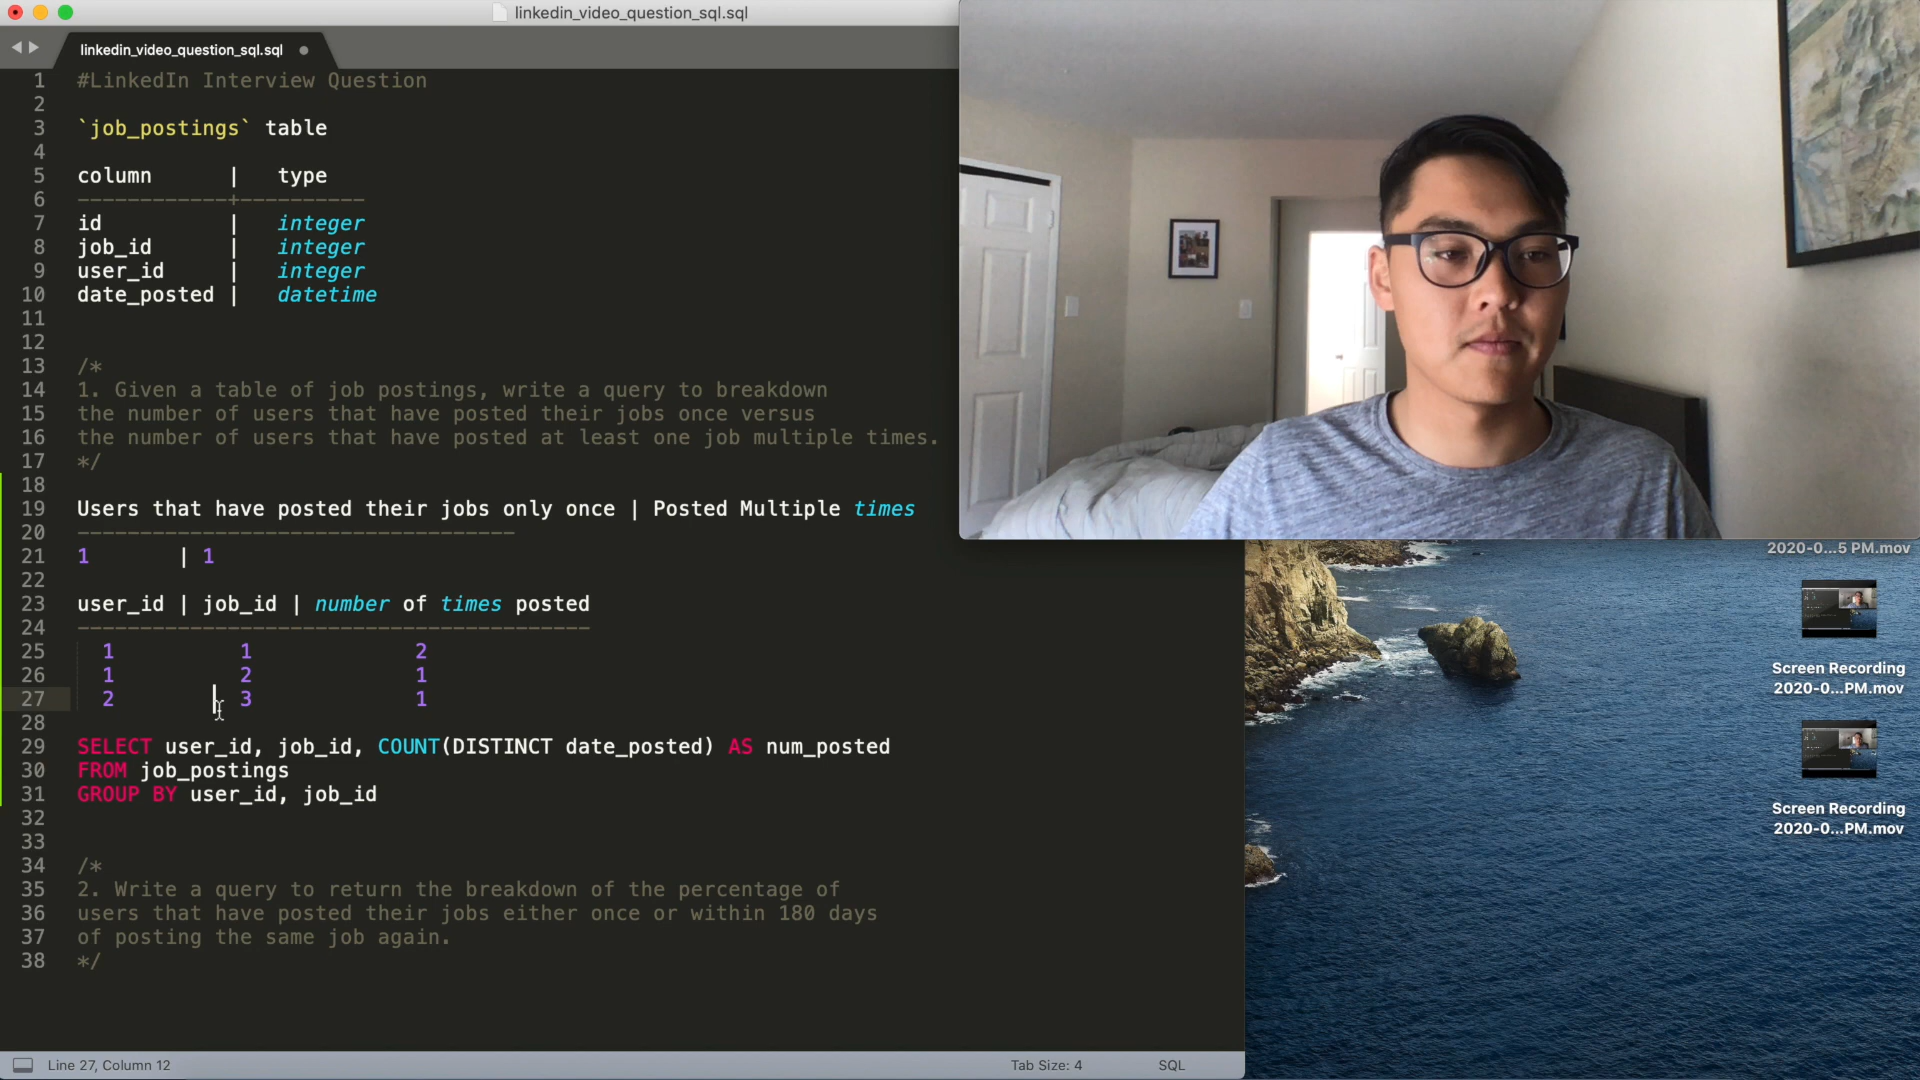 linkedin_video_question_sql.sql
linkedin_video_question_sql.sql
1 #LinkedIn Interview Question
2
3 `job_postings` table
4
5 column | type
6 ------------+----------
7 id | integer
8 job_id | integer
9 user_id | integer
10 date_posted | datetime
11
12
13 /*
14 1. Given a table of job postings, write a query to breakdown
15 the number of users that have posted their jobs once versus
16 the number of users that have posted at least one job multiple times.
17 */
18
19 Users that have posted their jobs only once | Posted Multiple times
20 -----------------------------------
21 1 | 1
22
23 user_id | job_id | number of times posted
24 -----------------------------------------
25 1 1 2
26 1 2 1
27 2 3 1
28
29 SELECT user_id, job_id, COUNT(DISTINCT date_posted) AS num_posted
30 FROM job_postings
31 GROUP BY user_id, job_id
32
33
34 /*
35 2. Write a query to return the breakdown of the percentage of
36 users that have posted their jobs either once or within 180 days
37 of posting the same job again.
38 */
Line 27, Column 12
Tab Size: 4
SQL
2020-0...5 PM.mov
Screen Recording
2020-0...PM.mov
Screen Recording
2020-0...PM.mov